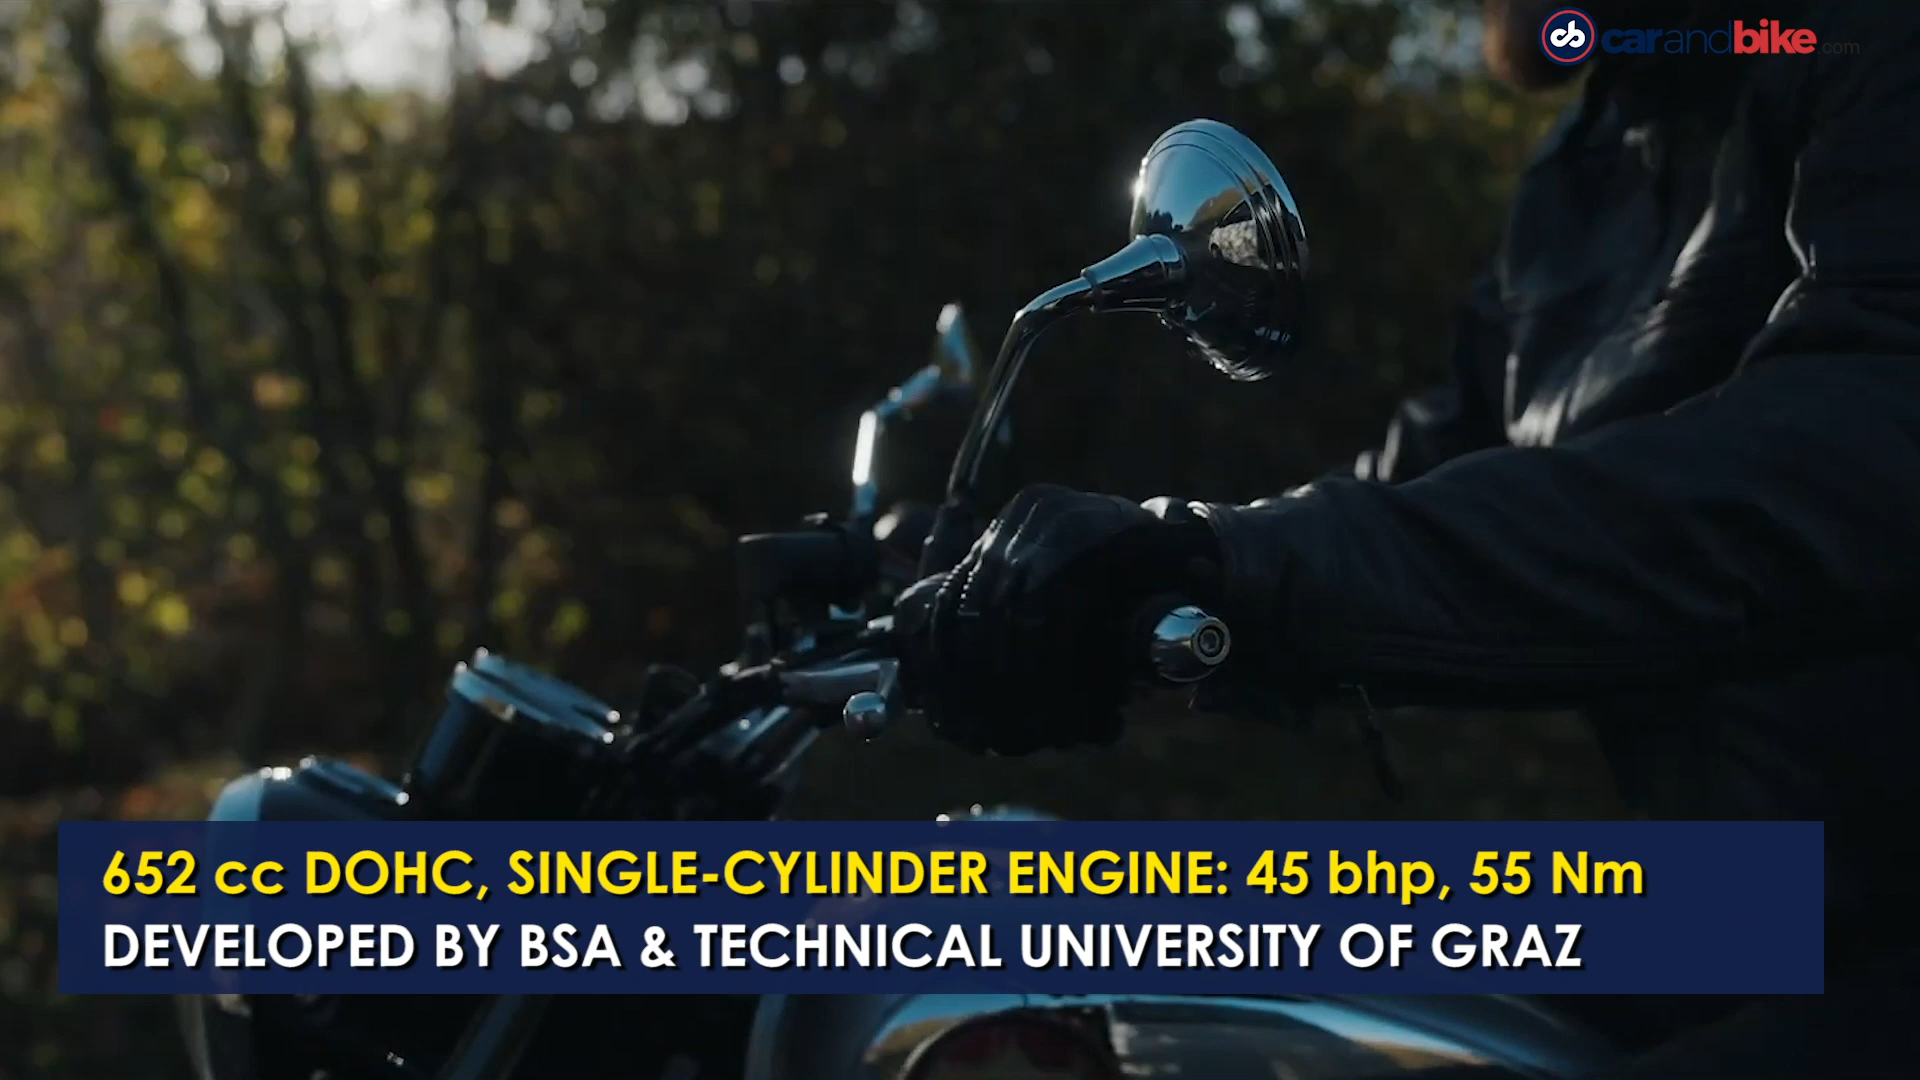 cb carandbike.com
652 cc DOHC, SINGLE-CYLINDER ENGINE: 45 bhp, 55 Nm
DEVELOPED BY BSA & TECHNICAL UNIVERSITY OF GRAZ